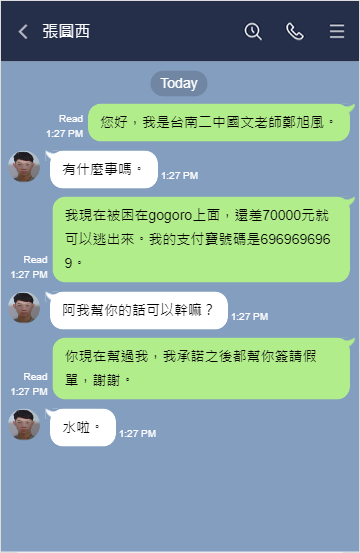 張圄西
Today
您好，我是台南二中國文老師鄭旭風。
Read
1:27 PM
有什麼事嗎。
1:27 PM
我現在被困在gogoro上面，還差70000元就
可以逃出來。我的支付寶號碼是696969696
9。
Read
1:27 PM
阿我幫你的話可以幹嘛？
1:27 PM
你現在幫過我，我承諾之後都幫你簽請假
單，謝謝。
Read
1:27 PM
水啦。
1:27 PM